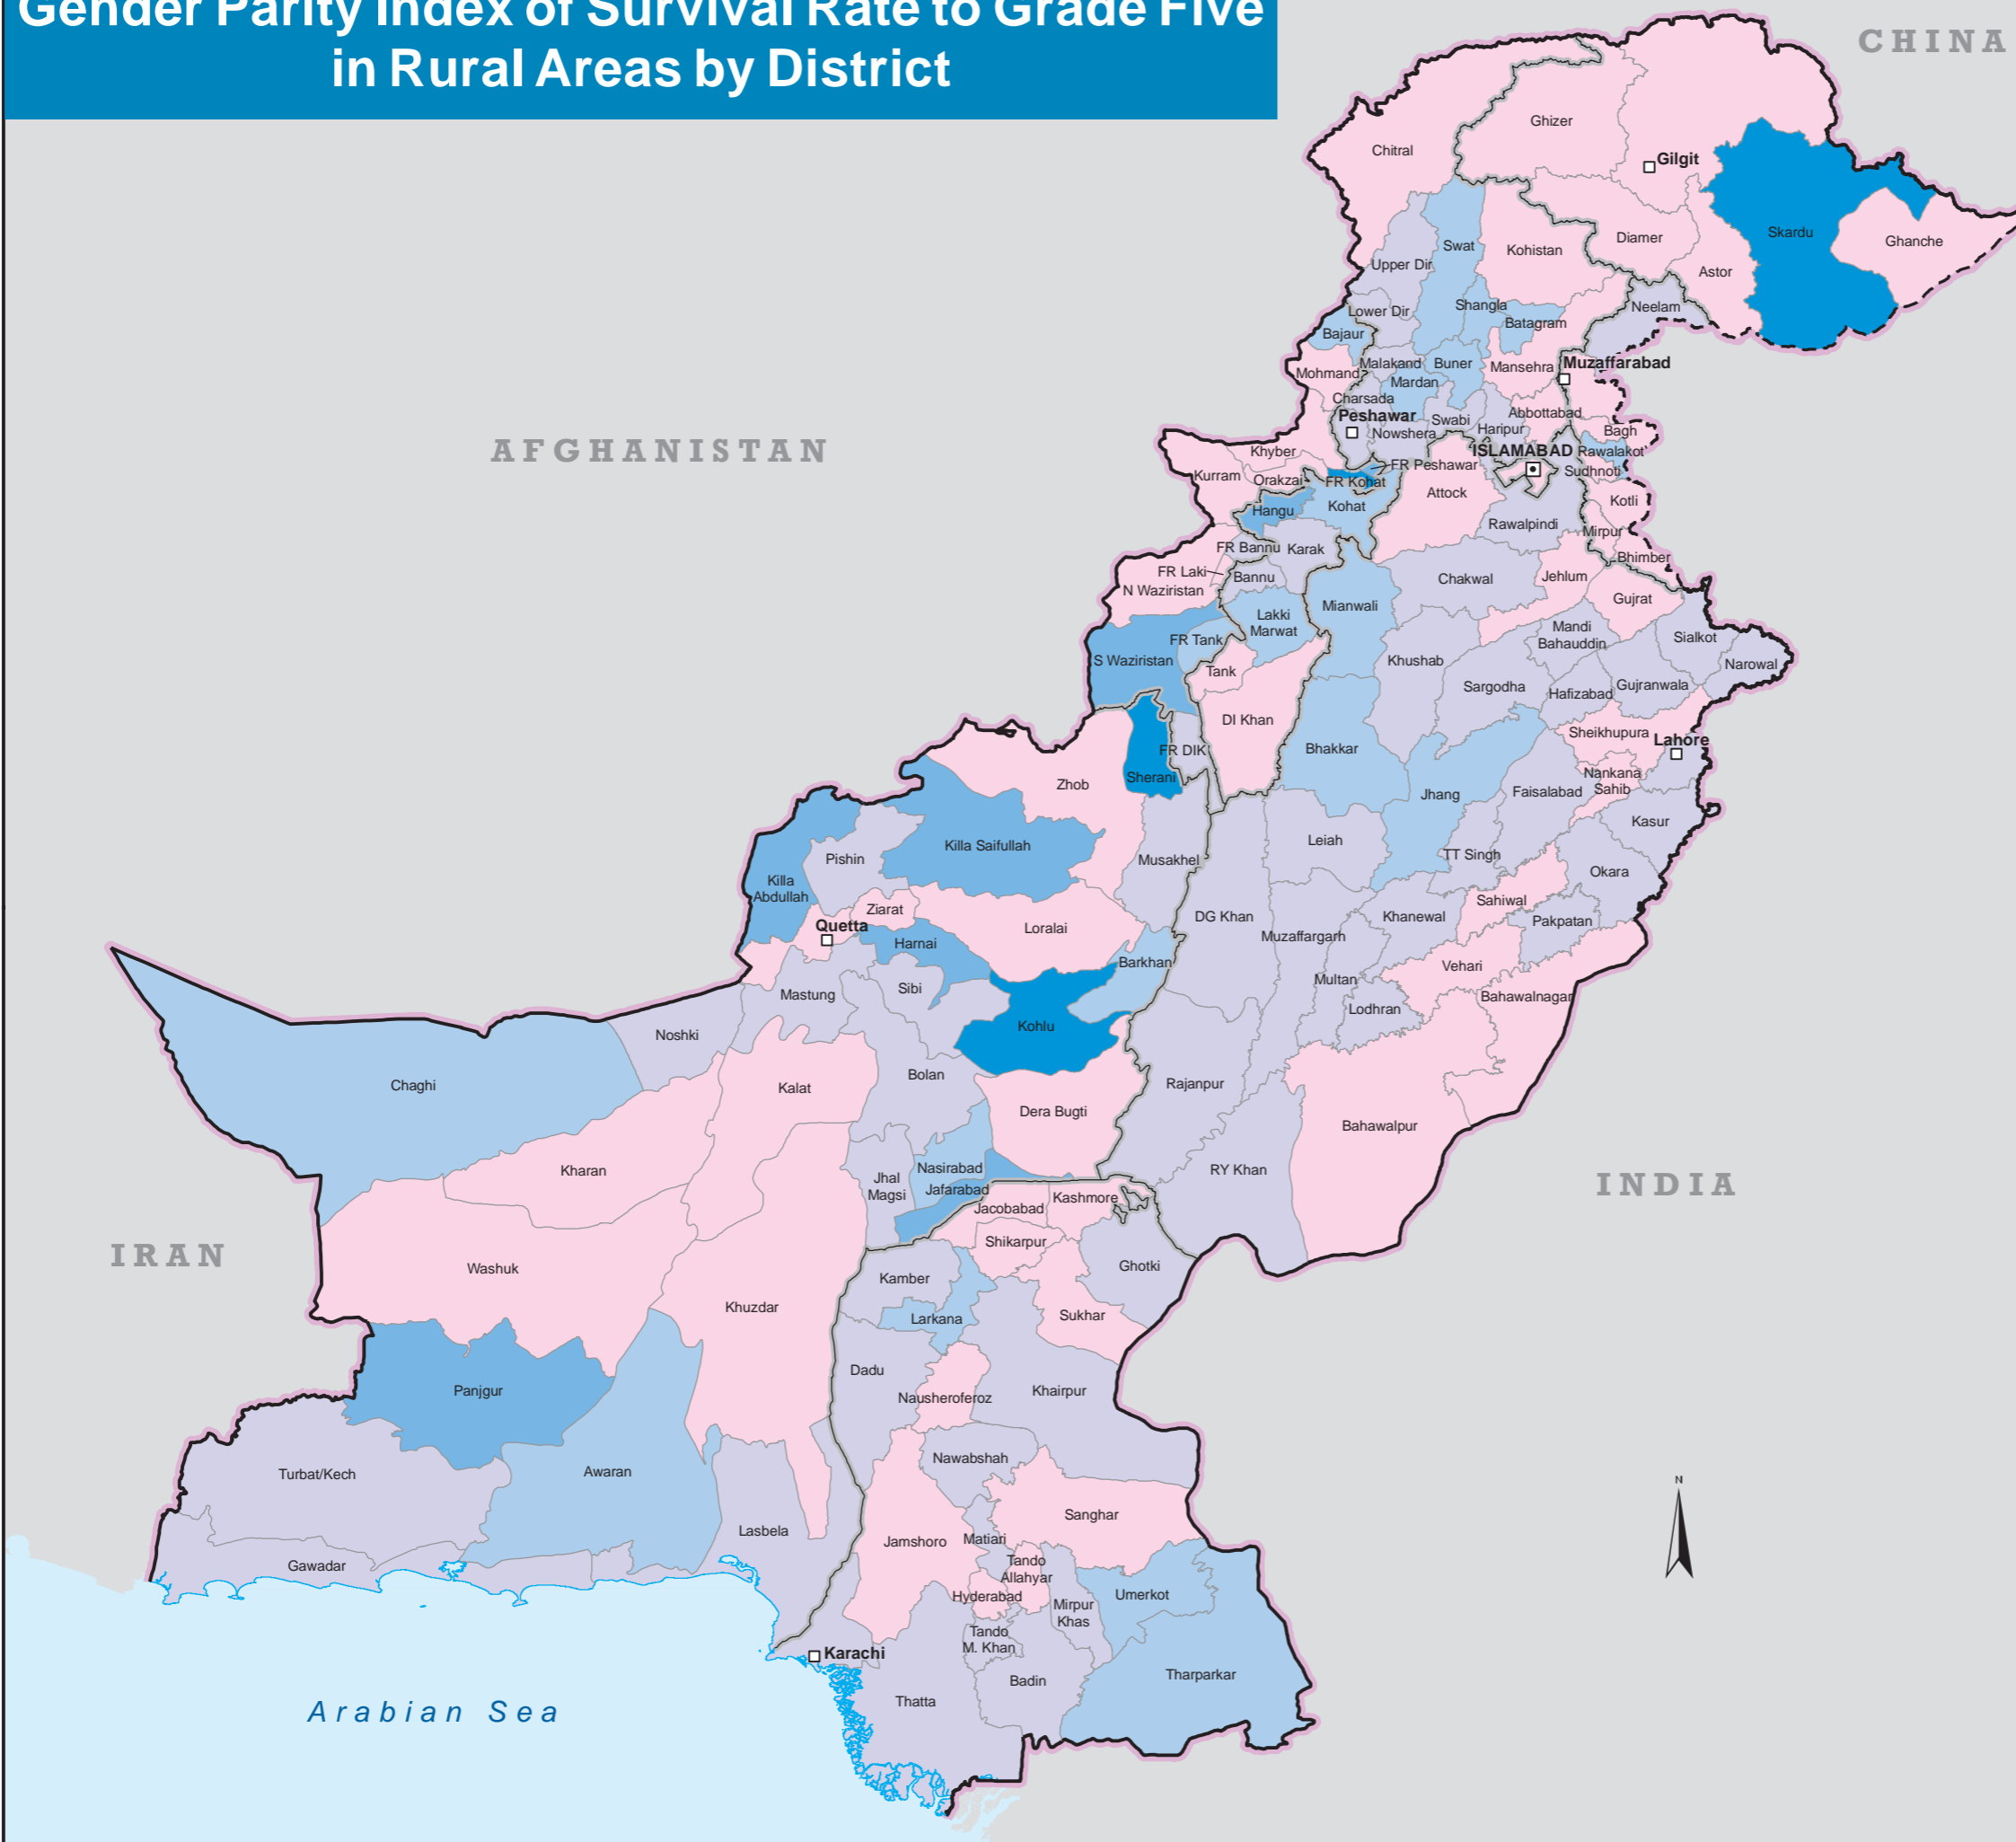 Gender Parity Index of Survival Rate to Grade Five
in Rural Areas by District
CHINA
Ghizer
Chitral
Gilgit
Skardu
Ghanche
Diamer
Swat
Kohistan
Upper Dir
Astor
Neelam
Shangla
Lower Dir
Batagram
Bajaur
Muzaffarabad
Malakand
Buner
Mansehra
Mohmand
Mardan
Charsada
Abbottabad
Peshawar
Swabi
Haripur
Bagh
Nowshera
AFGHANISTAN
Khyber
ISLAMABAD
Rawalakot
FR Peshawar
Sudhnoti
Kurram
Orakzai
FR Kohat
Attock
Kotli
Hangu
Kohat
Rawalpindi
Mirpur
FR Bannu
Karak
Bhimber
FR Laki
Bannu
Chakwal
Jehlum
N Waziristan
Gujrat
Mianwali
Lakki
Marwat
Mandi
Bahauddin
Sialkot
FR Tank
S Waziristan
Khushab
Narowal
Tank
Sargodha
Hafizabad
Gujranwala
DI Khan
Sheikhupura
Lahore
FR DIK
Bhakkar
Sherani
Zhob
Nankana
Sahib
Jhang
Faisalabad
Kasur
Killa Saifullah
Leiah
Pishin
Musakhel
TT Singh
Okara
Killa
Abdullah
Sahiwal
Ziarat
DG Khan
Khanewal
Pakpatan
Quetta
Loralai
Harnai
Muzaffargarh
Barkhan
Vehari
Multan
Sibi
Mastung
Bahawalnagar
Lodhran
Kohlu
Noshki
Bolan
Chaghi
Kalat
Rajanpur
Dera Bugti
Bahawalpur
Kharan
Nasirabad
RY Khan
INDIA
Jhal
Magsi
Jafarabad
Kashmore
Jacobabad
Shikarpur
IRAN
Washuk
Ghotki
Kamber
Khuzdar
Larkana
Sukhar
Dadu
Panjgur
Nausheroferoz
Khairpur
Nawabshah
Turbat/Kech
Awaran
N
Sanghar
Lasbela
Matiari
Jamshoro
Gawadar
Tando
Allahyar
Hyderabad
Umerkot
Mirpur
Khas
Tando
M. Khan
Karachi
Badin
Tharparkar
Thatta
Arabian Sea